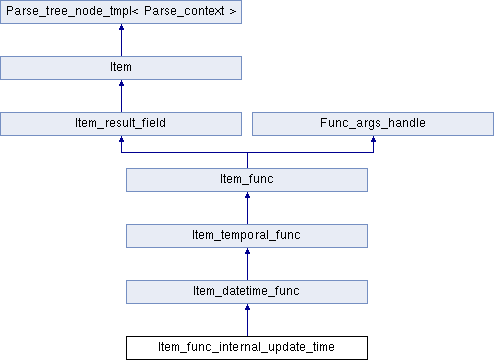 Parse_tree_node_tmpl< Parse_context >
Item
Item_result_field
Func_args_handle
Item_func
Item_temporal_func
Item_datetime_func
Item_func_internal_update_time